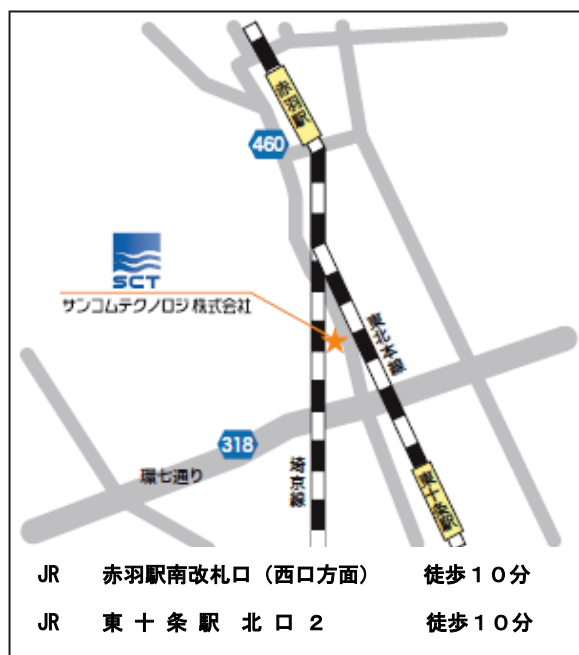 赤羽駅
460
SCT
サンコムテクノロジ株式会社
東北本線
318
環七通り
埼京線
東十条駅
JR 赤羽駅南改札口（西口方面） 徒歩１０分
JR 東十条駅 北口２ 徒歩１０分